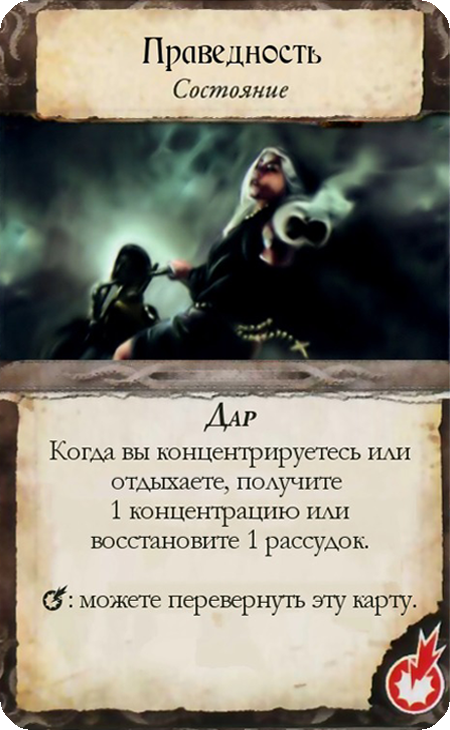 Праведность
Состояние
Дар
Когда вы концентрируетесь или
отдыхаете, получите
1 концентрацию или
восстановите 1 рассудок.
: можете перевернуть эту карту.